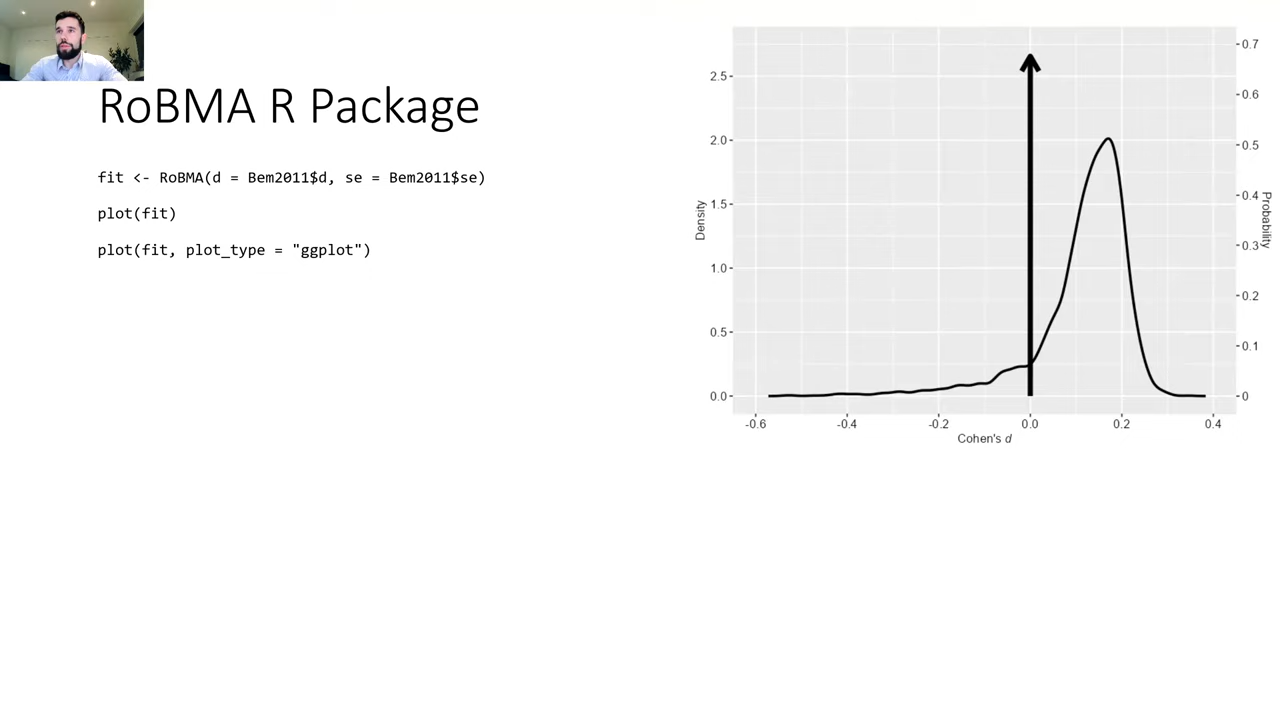 RoBMA R Package
fit <- RoBMA(d = Bem2011$d, se = Bem2011$se)
plot(fit)
plot(fit, plot_type = "ggplot")
2.5
2.0
1.5
1.0
0.5
0.0
Density
0.7
0.6
0.5
0.4
0.3
0.2
0.1
0
Probability
-0.6 -0.4 -0.2 0.0 0.2 0.4
Cohen's d